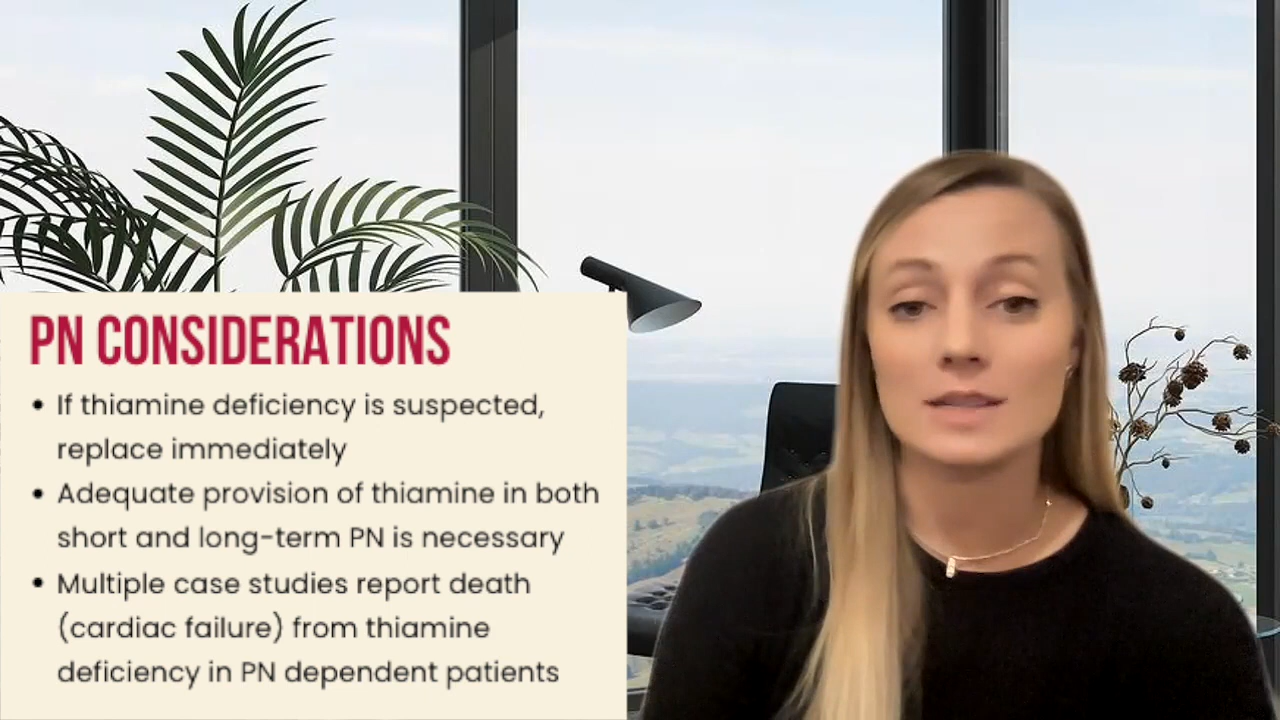 PN CONSIDERATIONS
• If thiamine deficiency is suspected,
replace immediately
• Adequate provision of thiamine in both
short and long-term PN is necessary
• Multiple case studies report death
(cardiac failure) from thiamine
deficiency in PN dependent patients